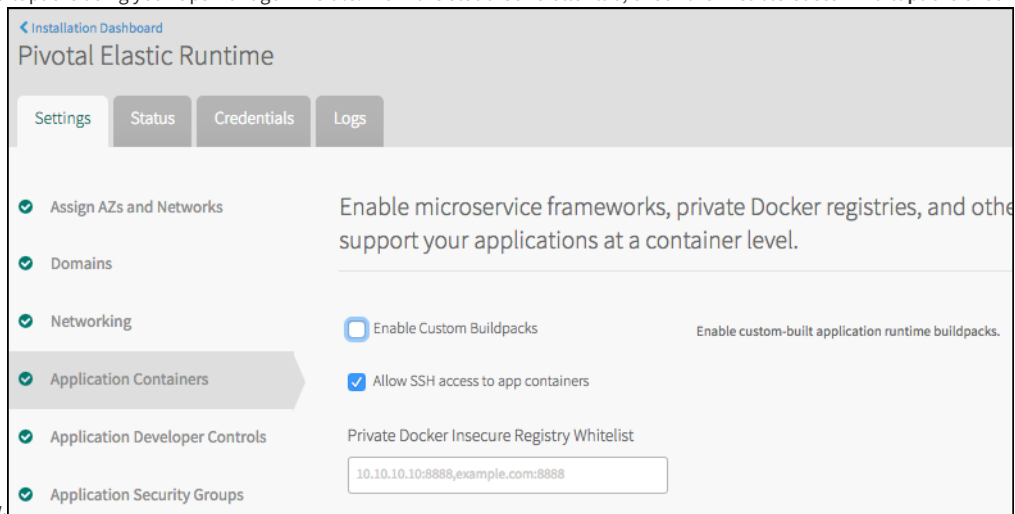 Installation Dashboard
Pivotal Elastic Runtime
Settings
Status
Credentials
Logs
Assign AZs and Networks
Domains
Networking
Application Containers
Application Developer Controls
Application Security Groups
Enable microservice frameworks, private Docker registries, and othe
support your applications at a container level.
Enable Custom Buildpacks
Enable custom-built application runtime buildpacks.
Allow SSH access to app containers
Private Docker Insecure Registry Whitelist
10.10.10.10:8888,example.com:8888